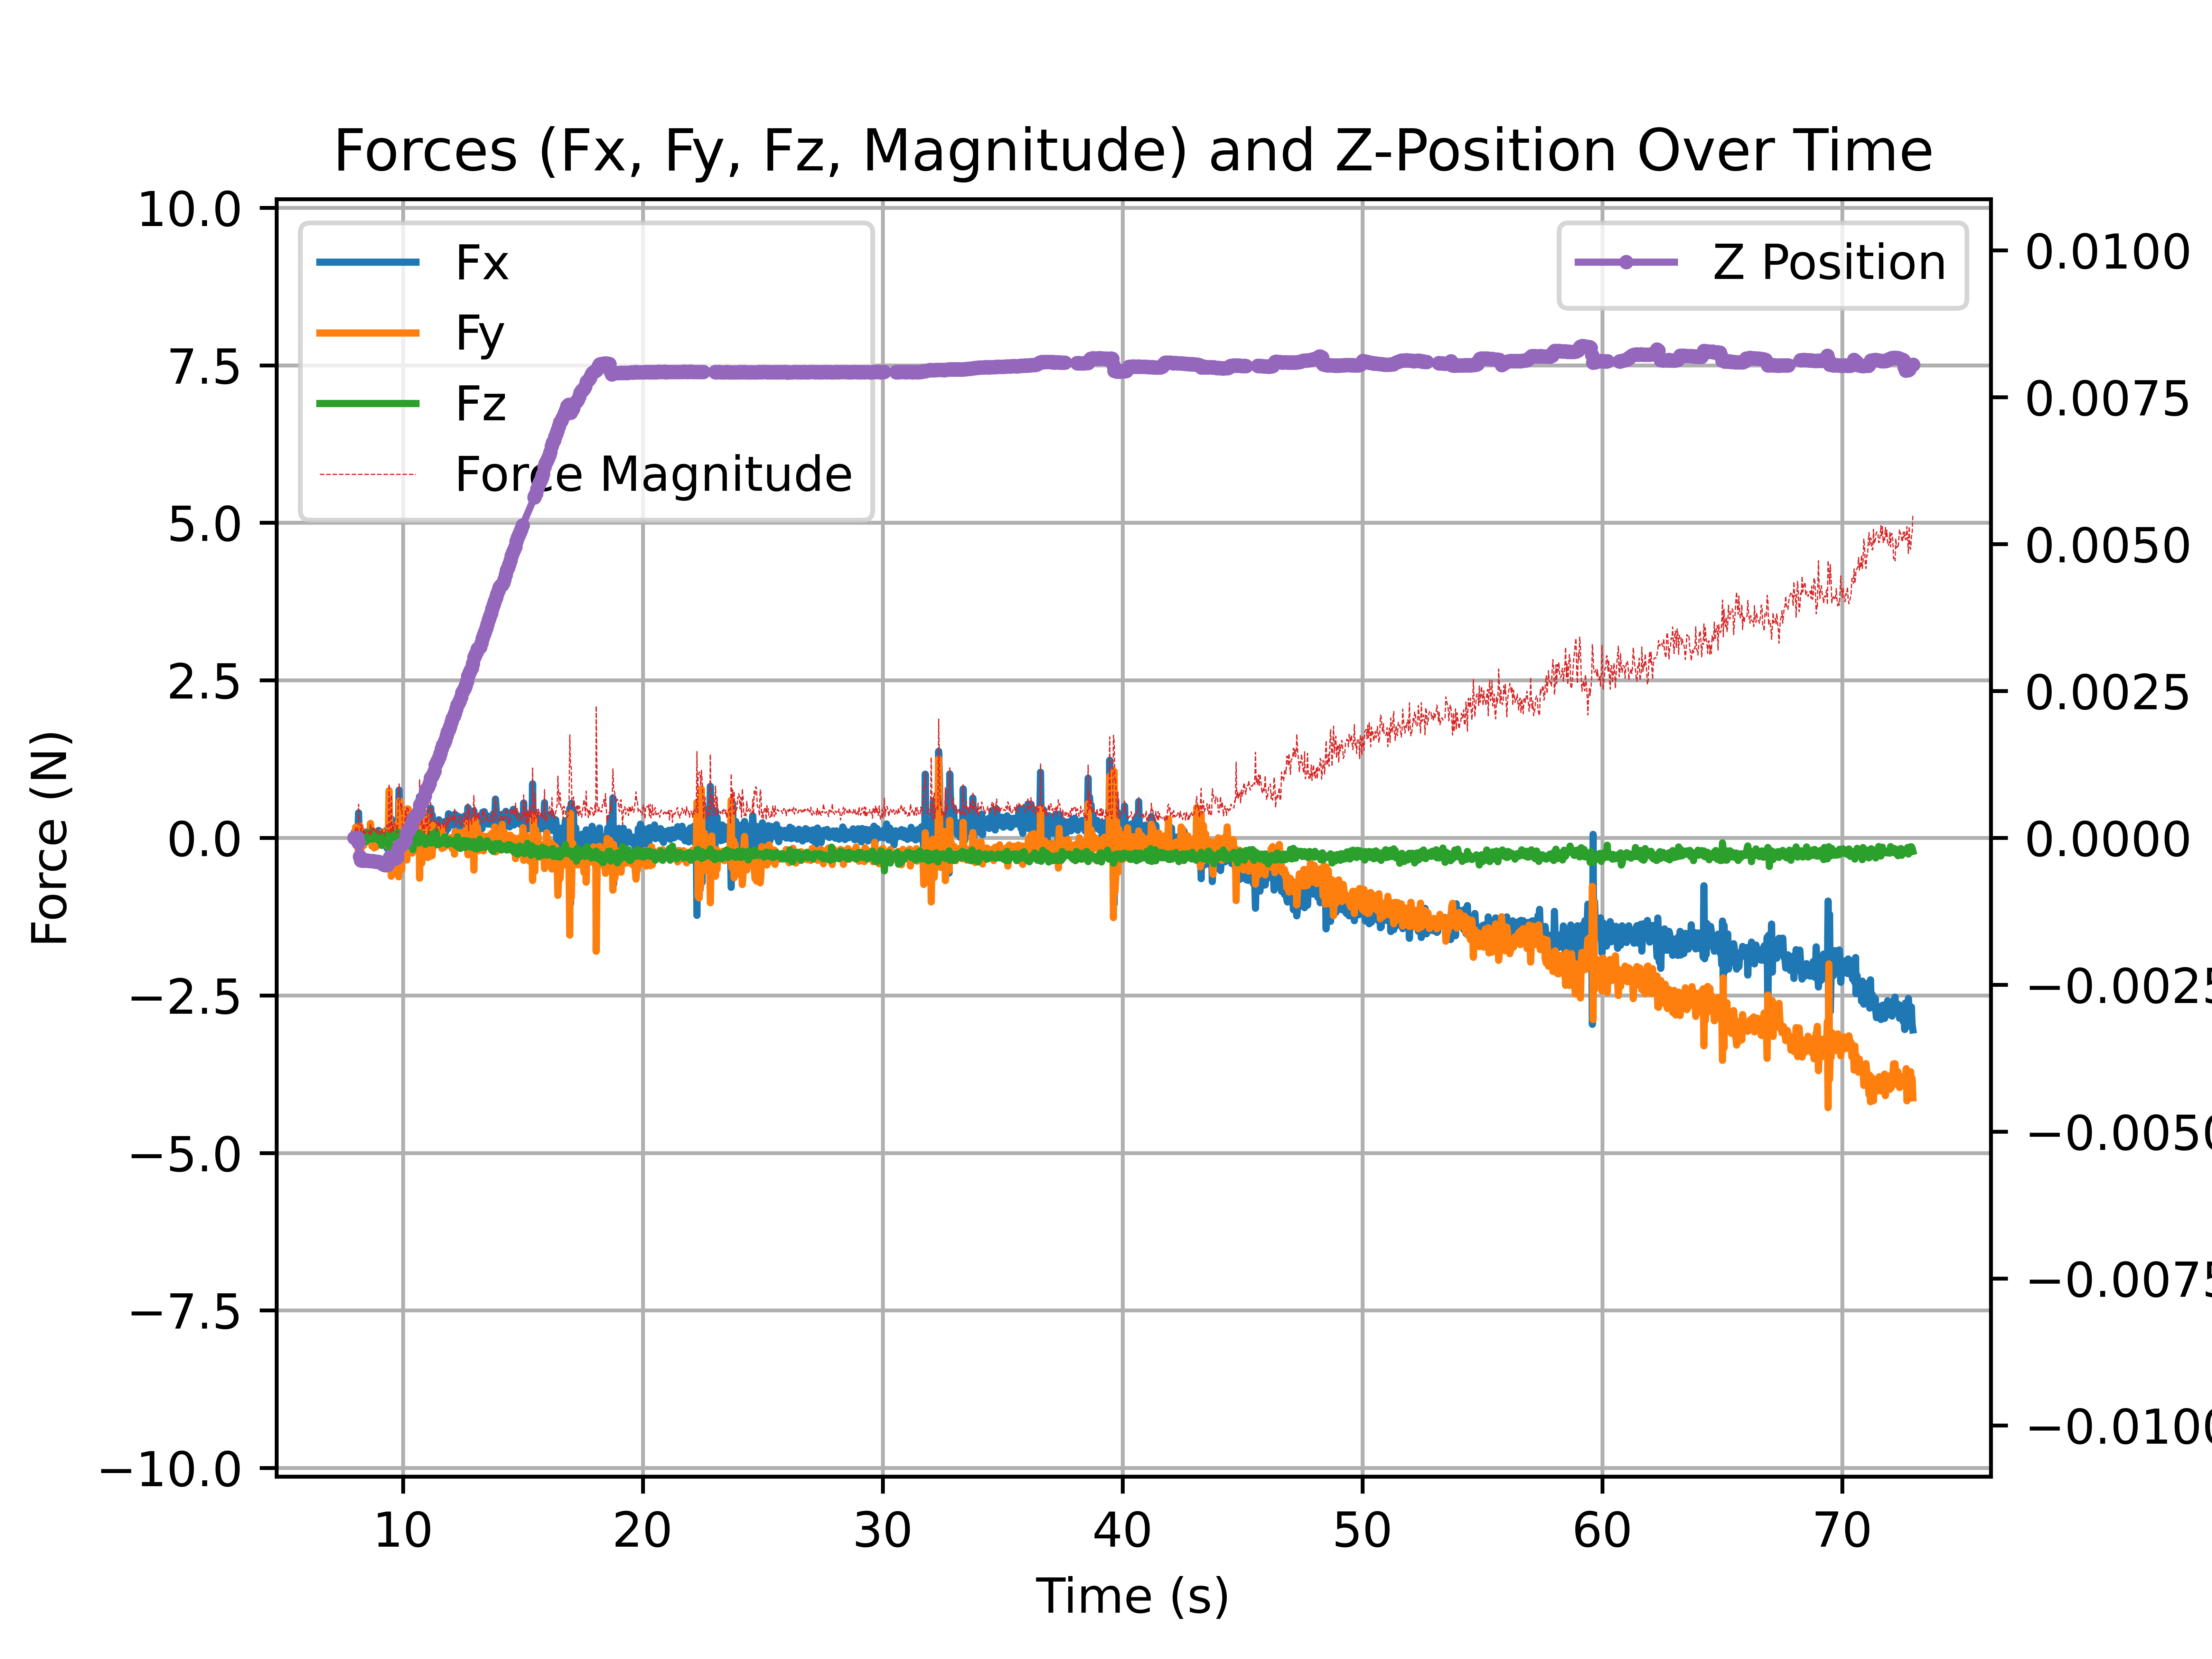 Forces (Fx, Fy, Fz, Magnitude) and Z-Position Over Time
Fx
Fy
Fz
Force Magnitude
Z Position
10.0
7.5
5.0
2.5
0.0
−2.5
−5.0
−7.5
−10.0
Force (N)
0.0100
0.0075
0.0050
0.0025
0.0000
−0.0025
−0.0050
−0.0075
−0.0100
10 20 30 40 50 60 70
Time (s)